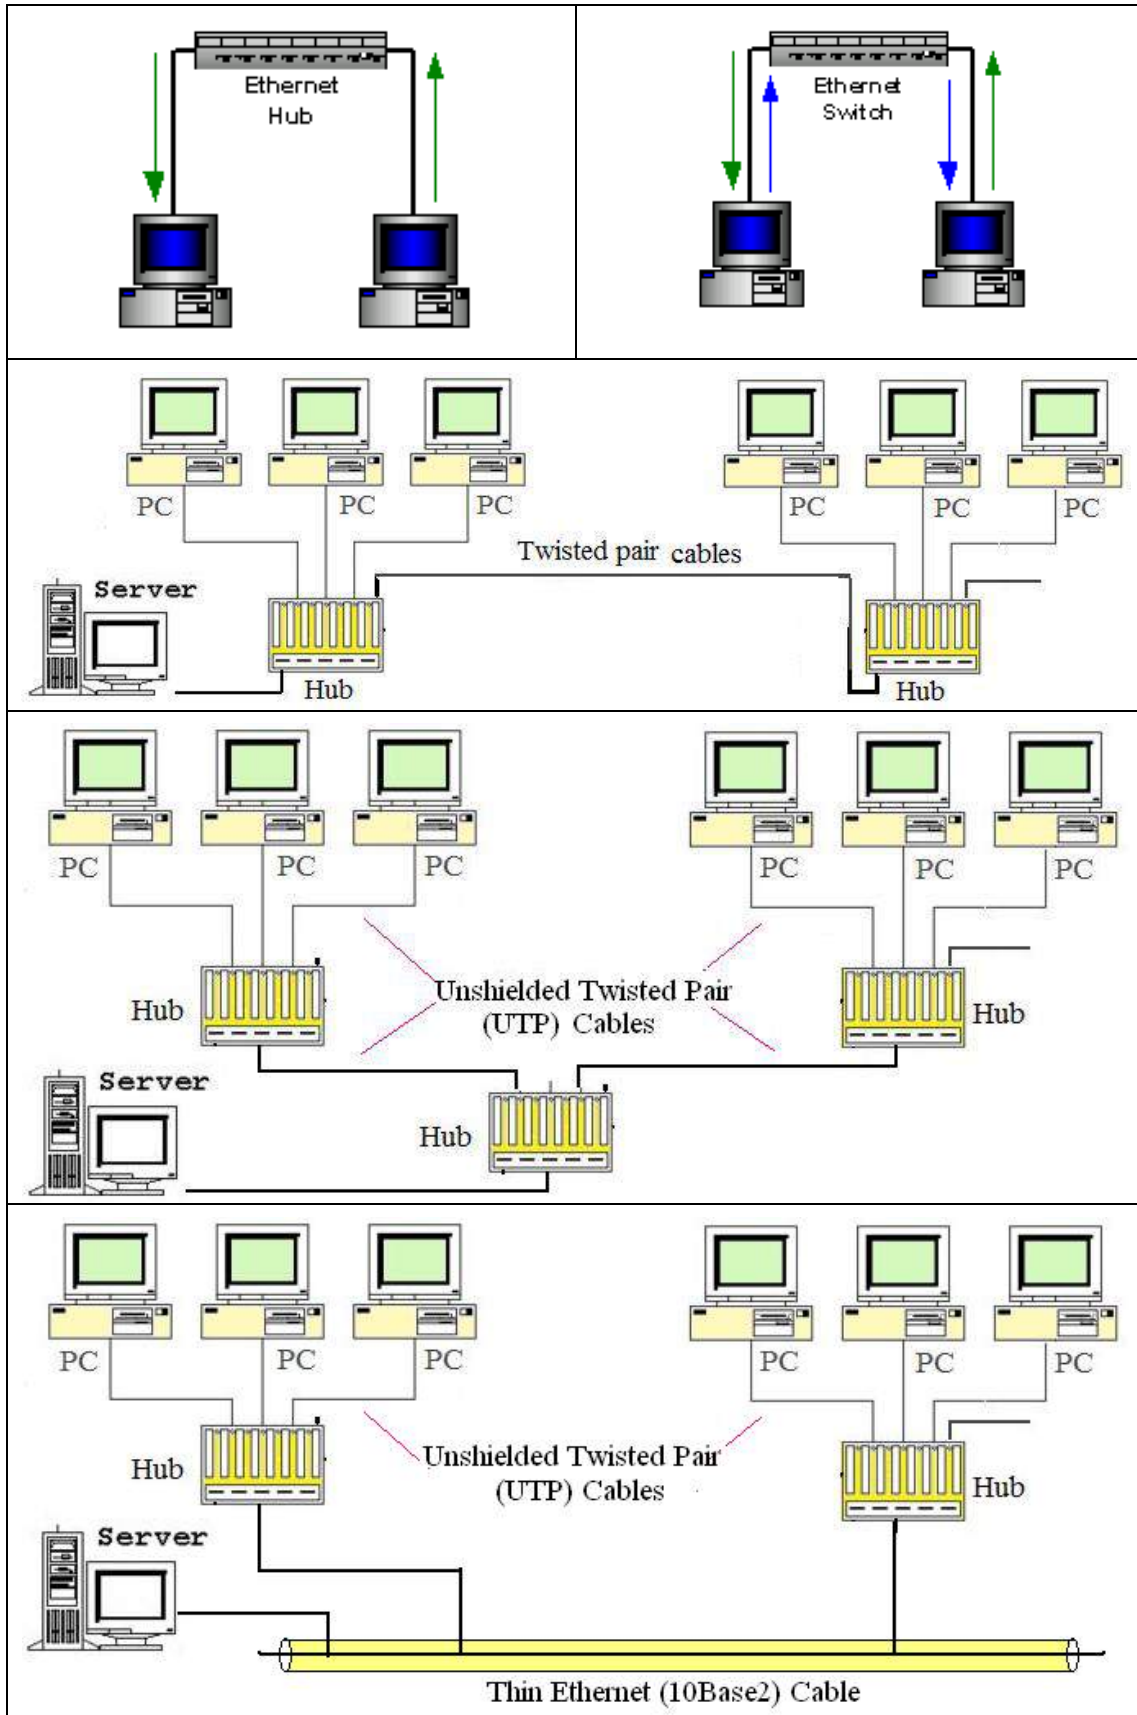 Ethernet
Hub
Ethernet
Switch
PC
PC
PC
PC
PC
PC
Twisted pair cables
Server
Hub
Hub
PC
PC
PC
PC
PC
PC
Unshielded Twisted Pair
(UTP) Cables
Hub
Hub
Server
Hub
PC
PC
PC
PC
PC
PC
Unshielded Twisted Pair
(UTP) Cables
Hub
Hub
Server
Thin Ethernet (10Base2) Cable